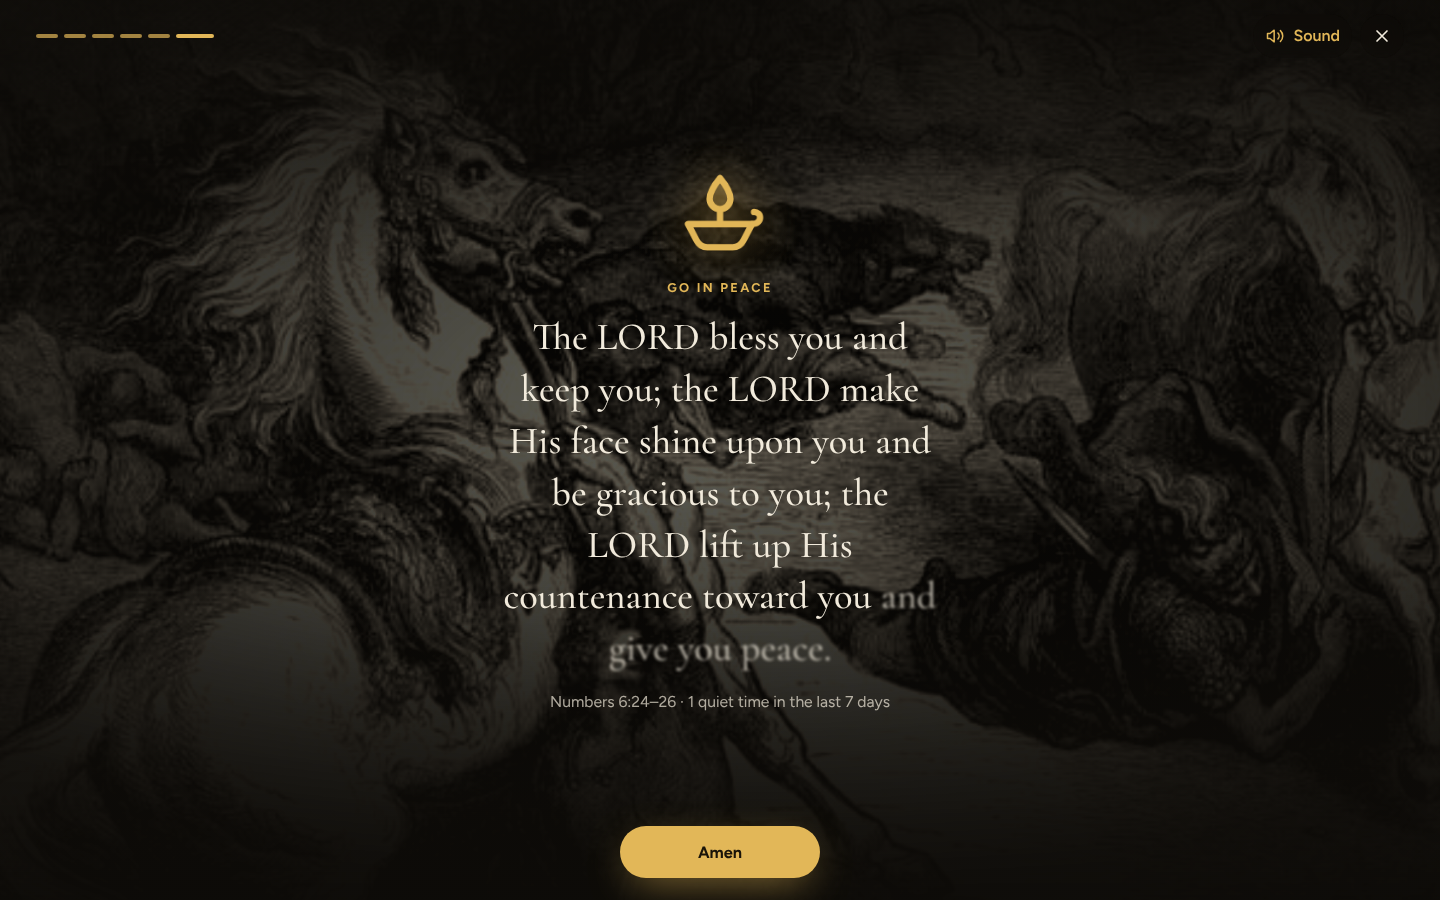 Sound
GO IN PEACE
The LORD bless you and
keep you; the LORD make
His face shine upon you and
be gracious to you; the
LORD lift up His
countenance toward you and
give you peace.
Numbers 6:24–26 · 1 quiet time in the last 7 days
Amen